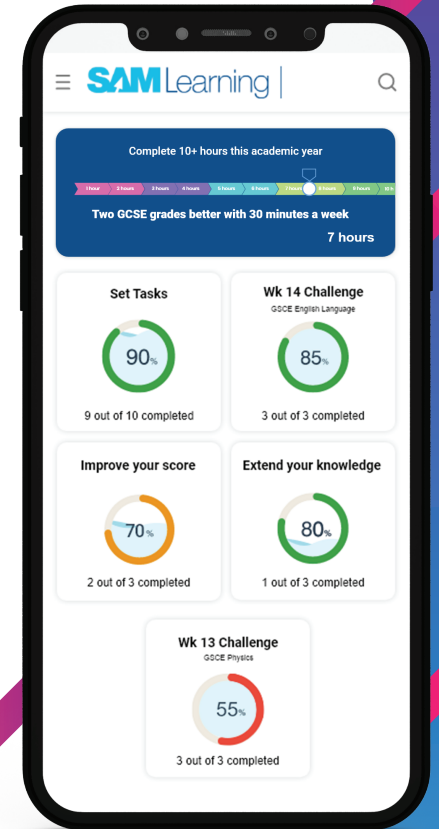 SAM Learning
Complete 10+ hours this academic year
1 hour 2 hours 3 hours 4 hours 5 hours 6 hours 7 hours 8 hours 9 hours 10 h
Two GCSE grades better with 30 minutes a week
7 hours
Set Tasks
90%
9 out of 10 completed
Wk 14 Challenge
GSCE English Language
85%
3 out of 3 completed
Improve your score
70%
2 out of 3 completed
Extend your knowledge
80%
1 out of 3 completed
Wk 13 Challenge
GSCE Physics
55%
3 out of 3 completed